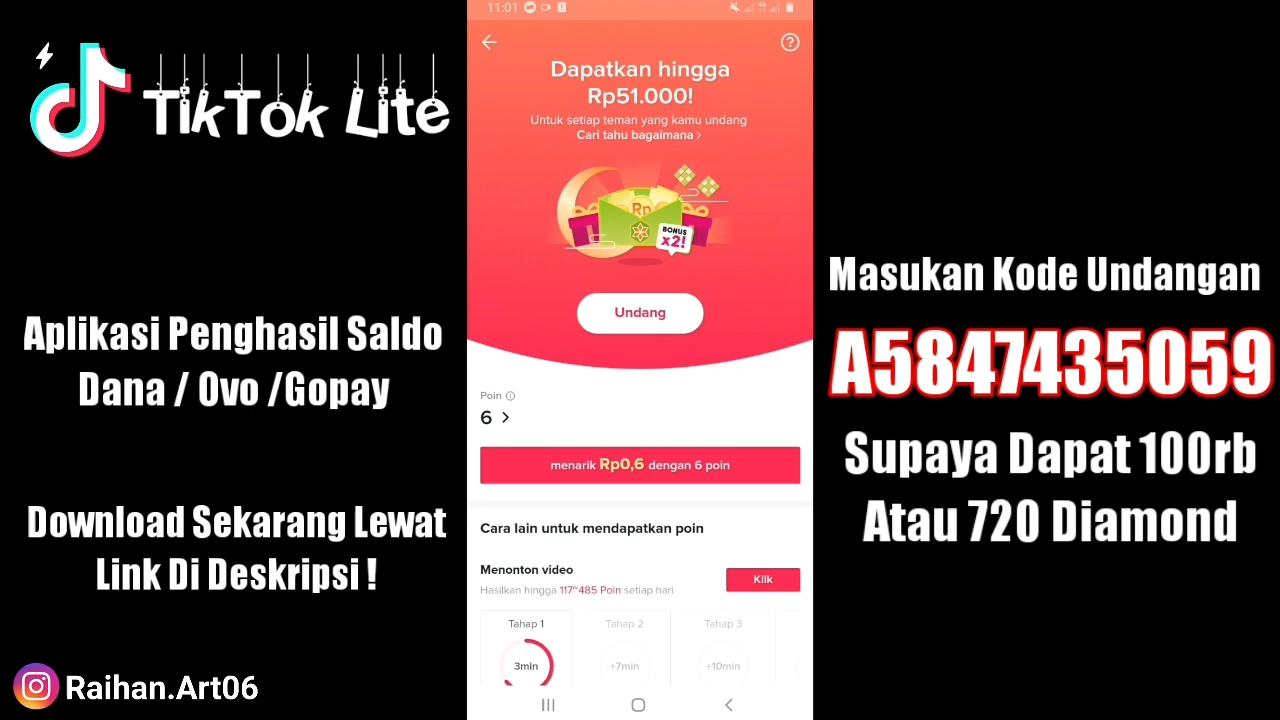 TikTok Lite
Aplikasi Penghasil Saldo
Dana / Ovo /Gopay
Download Sekarang Lewat
Link Di Deskripsi !
Raihan.Art06
11:01
4G
Dapatkan hingga
Rp51.000!
Untuk setiap teman yang kamu undang
Cari tahu bagaimana >
Rp
BONUS
x2!
Undang
Poin
6 >
menarik Rp0,6 dengan 6 poin
Cara lain untuk mendapatkan poin
Menonton video
Klik
Hasilkan hingga 117~485 Poin setiap hari
Tahap 1
Tahap 2
Tahap 3
3min
+7min
+10min
Masukan Kode Undangan
A5847435059
Supaya Dapat 100rb
Atau 720 Diamond